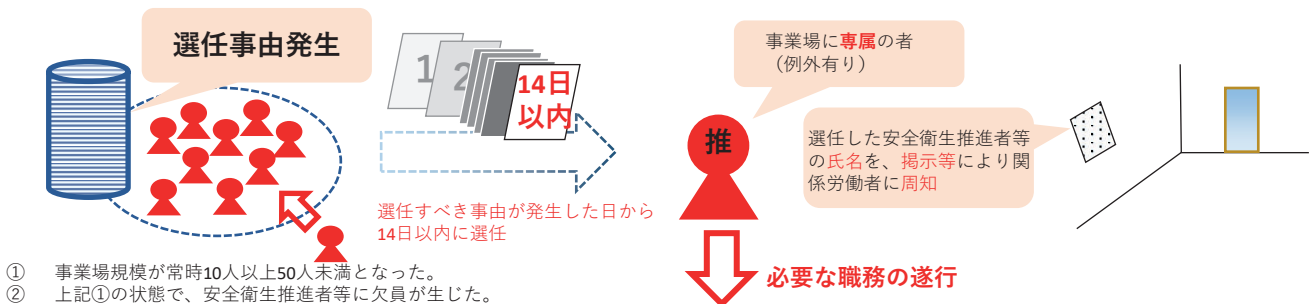 選任事由発生
1
2
14日
以内
選任すべき事由が発生した日から
14日以内に選任
事業場に専属の者
（例外有り）
推
選任した安全衛生推進者等
の氏名を、掲示等により関
係労働者に周知
必要な職務の遂行
① 事業場規模が常時10人以上50人未満となった。
② 上記①の状態で、安全衛生推進者等に欠員が生じた。